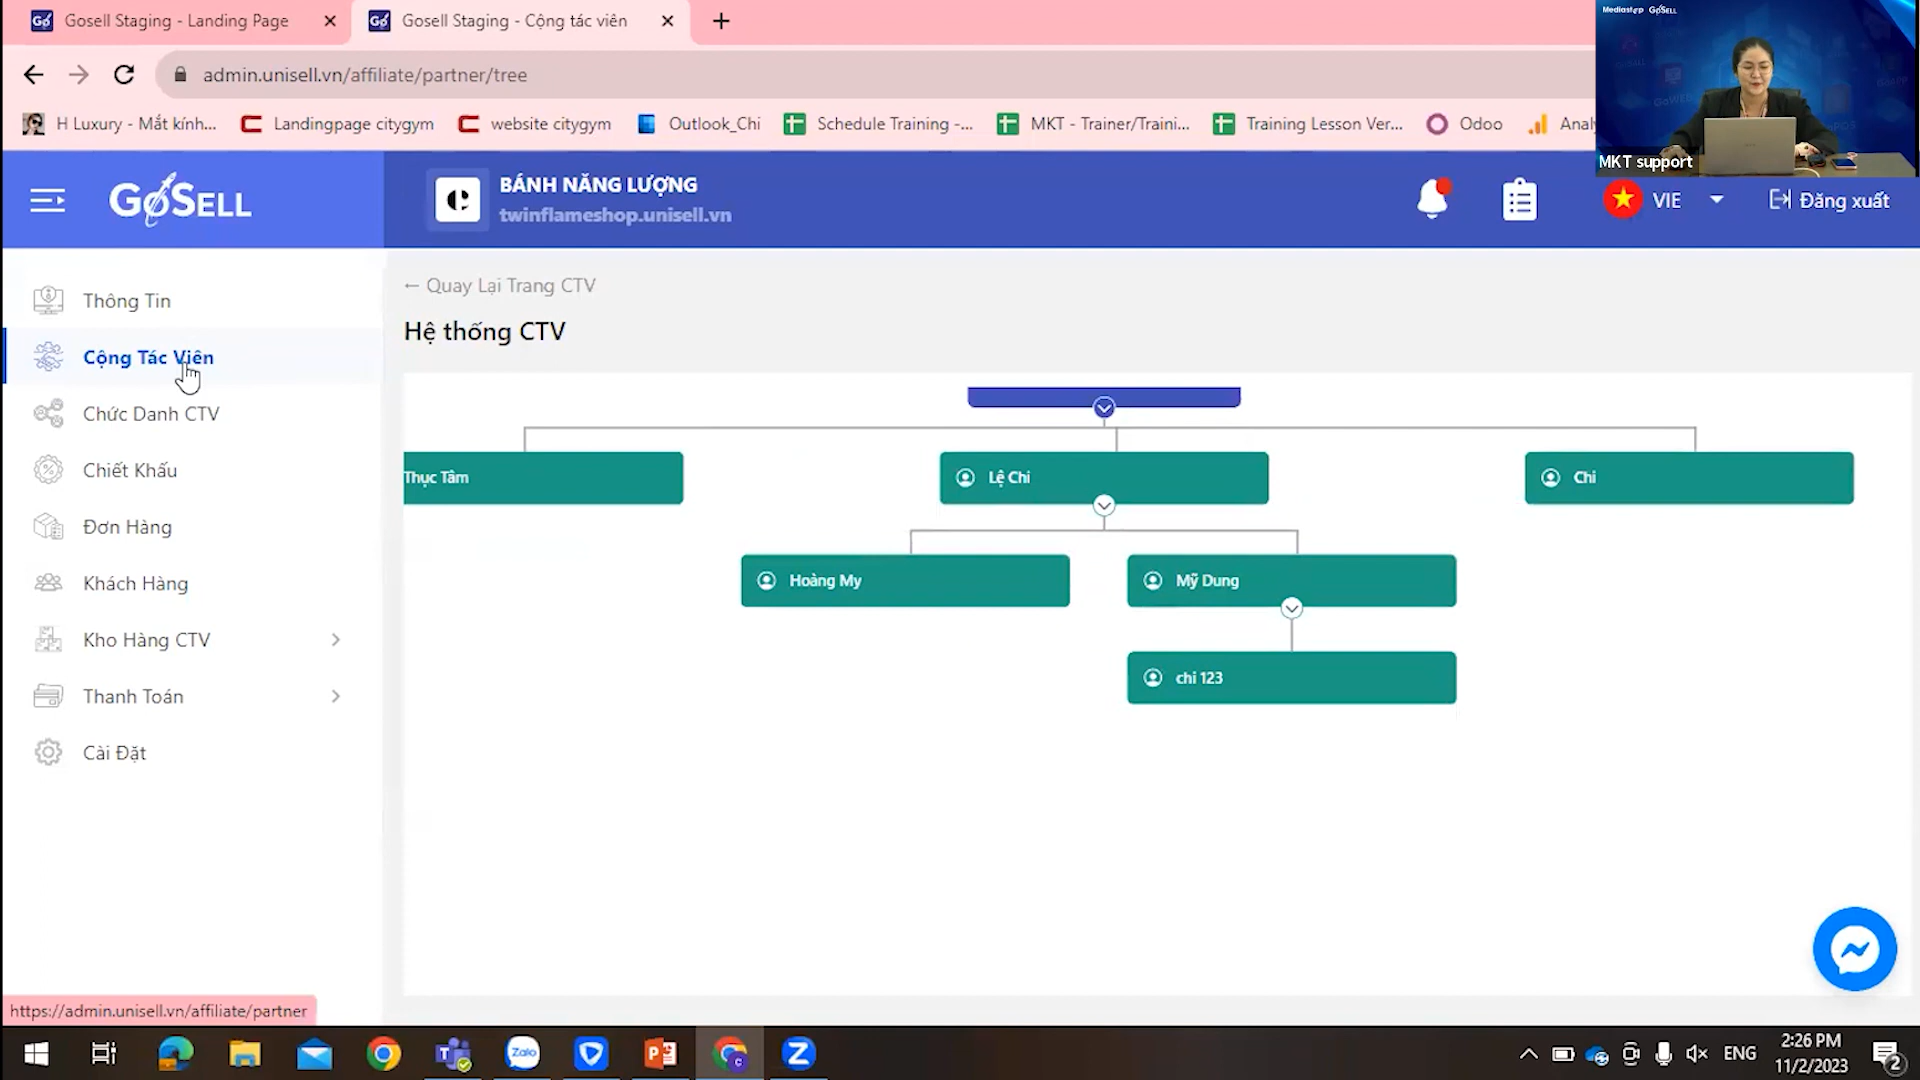 Gosell Staging - Landing Page
Gosell Staging - Cộng tác viên
admin.unisell.vn/affiliate/partner/tree
H Luxury - Mắt kính...
Landingpage citygym
website citygym
Outlook_Chi
Schedule Training -...
MKT - Trainer/Traini...
Training Lesson Ver...
Odoo
Anal
Mediastep GoSELL
MKT support
GoSELL
BÁNH NĂNG LƯỢNG
twinflameshop.unisell.vn
VIE
Đăng xuất
Thông Tin
Cộng Tác Viên
Chức Danh CTV
Chiết Khấu
Đơn Hàng
Khách Hàng
Kho Hàng CTV
Thanh Toán
Cài Đặt
← Quay Lại Trang CTV
Hệ thống CTV
Thục Tâm
Lệ Chi
Chi
Hoàng My
Mỹ Dung
chi 123
https://admin.unisell.vn/affiliate/partner
Zalo
ENG
2:26 PM
11/2/2023
2